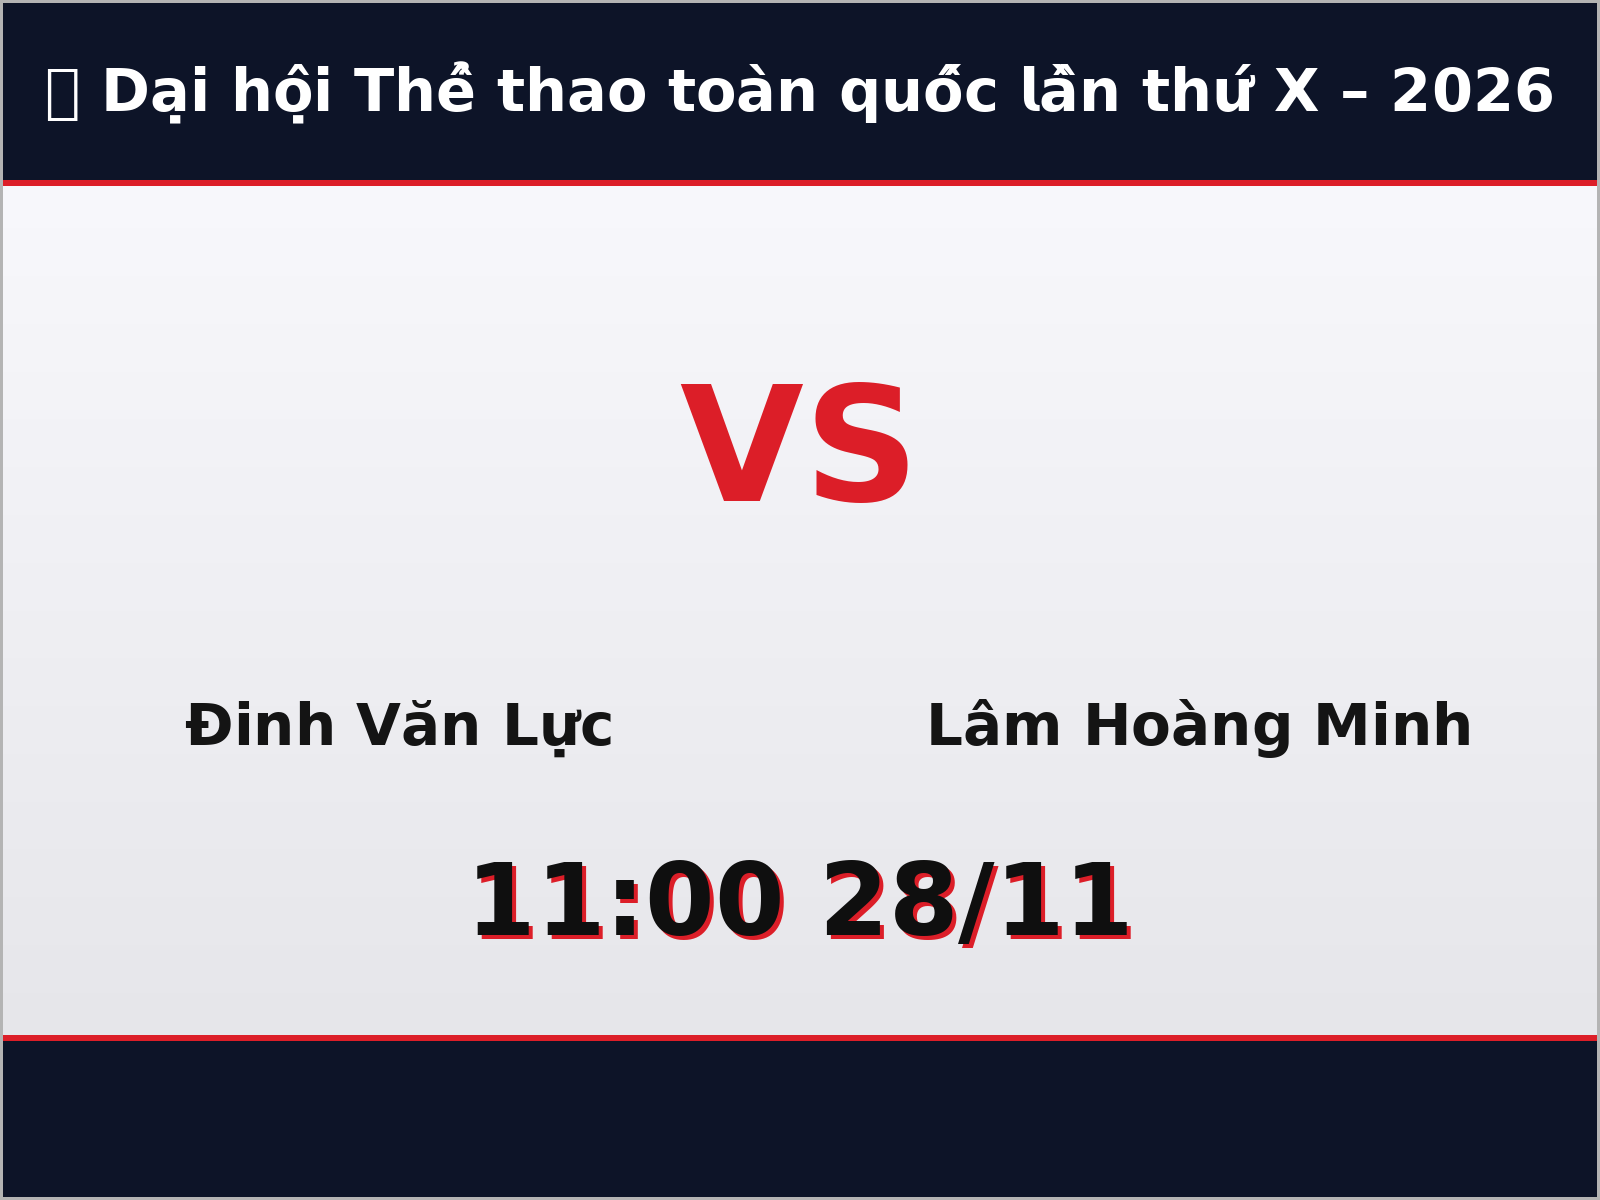 Dại hội Thể thao toàn quốc lần thứ X – 2026
VS
Đinh Văn Lực
Lâm Hoàng Minh
11:00 28/11